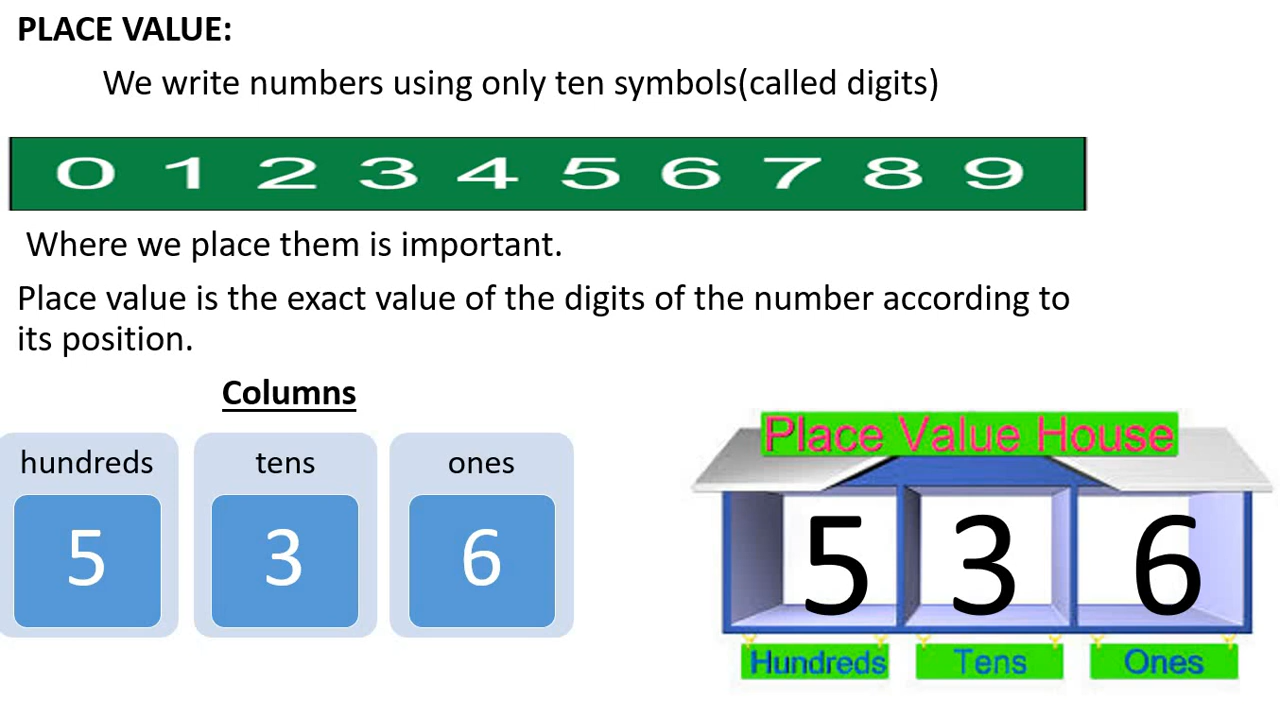 PLACE VALUE:
We write numbers using only ten symbols(called digits)
0 1 2 3 4 5 6 7 8 9
Where we place them is important.
Place value is the exact value of the digits of the number according to
its position.
Columns
hundreds tens ones
5 3 6
Place Value House
5 3 6
Hundreds Tens Ones